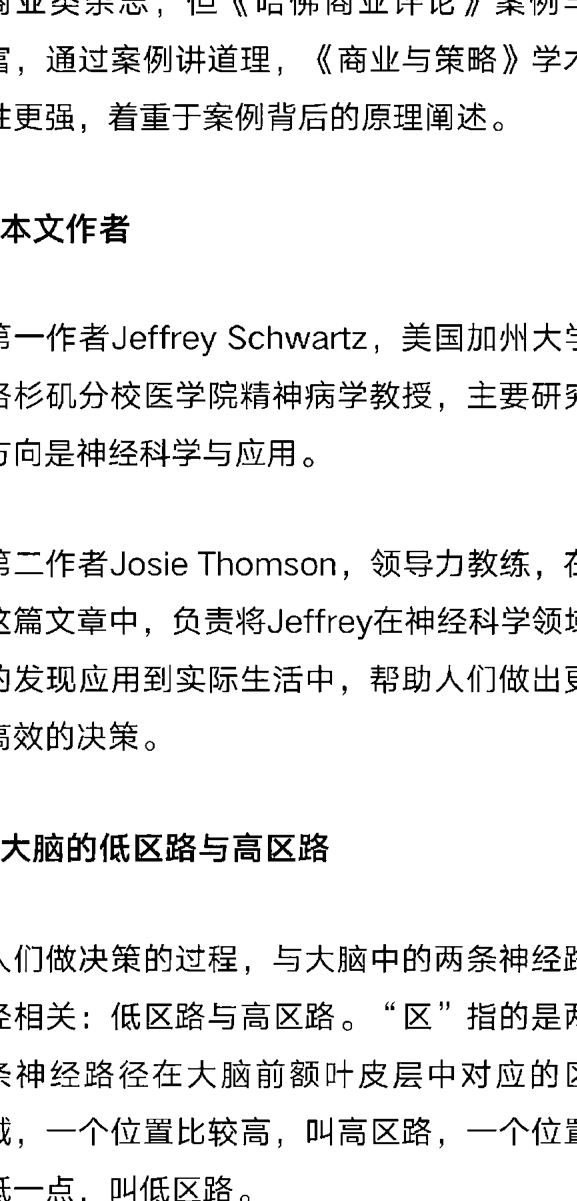 商业类杂志，但《哈佛商业评论》案例丰
富，通过案例讲道理，《商业与策略》学术
性更强，着重于案例背后的原理阐述。
本文作者
第一作者Jeffrey Schwartz，美国加州大学
洛杉矶分校医学院精神病学教授，主要研究
方向是神经科学与应用。
第二作者Josie Thomson，领导力教练，在
这篇文章中，负责将Jeffrey在神经科学领域
的发现应用到实际生活中，帮助人们做出更
高效的决策。
大脑的低区路与高区路
人们做决策的过程，与大脑中的两条神经路
径相关：低区路与高区路。“区”指的是两
条神经路径在大脑前额叶皮层中对应的区
域，一个位置比较高，叫高区路，一个位置
低一点，叫低区路。